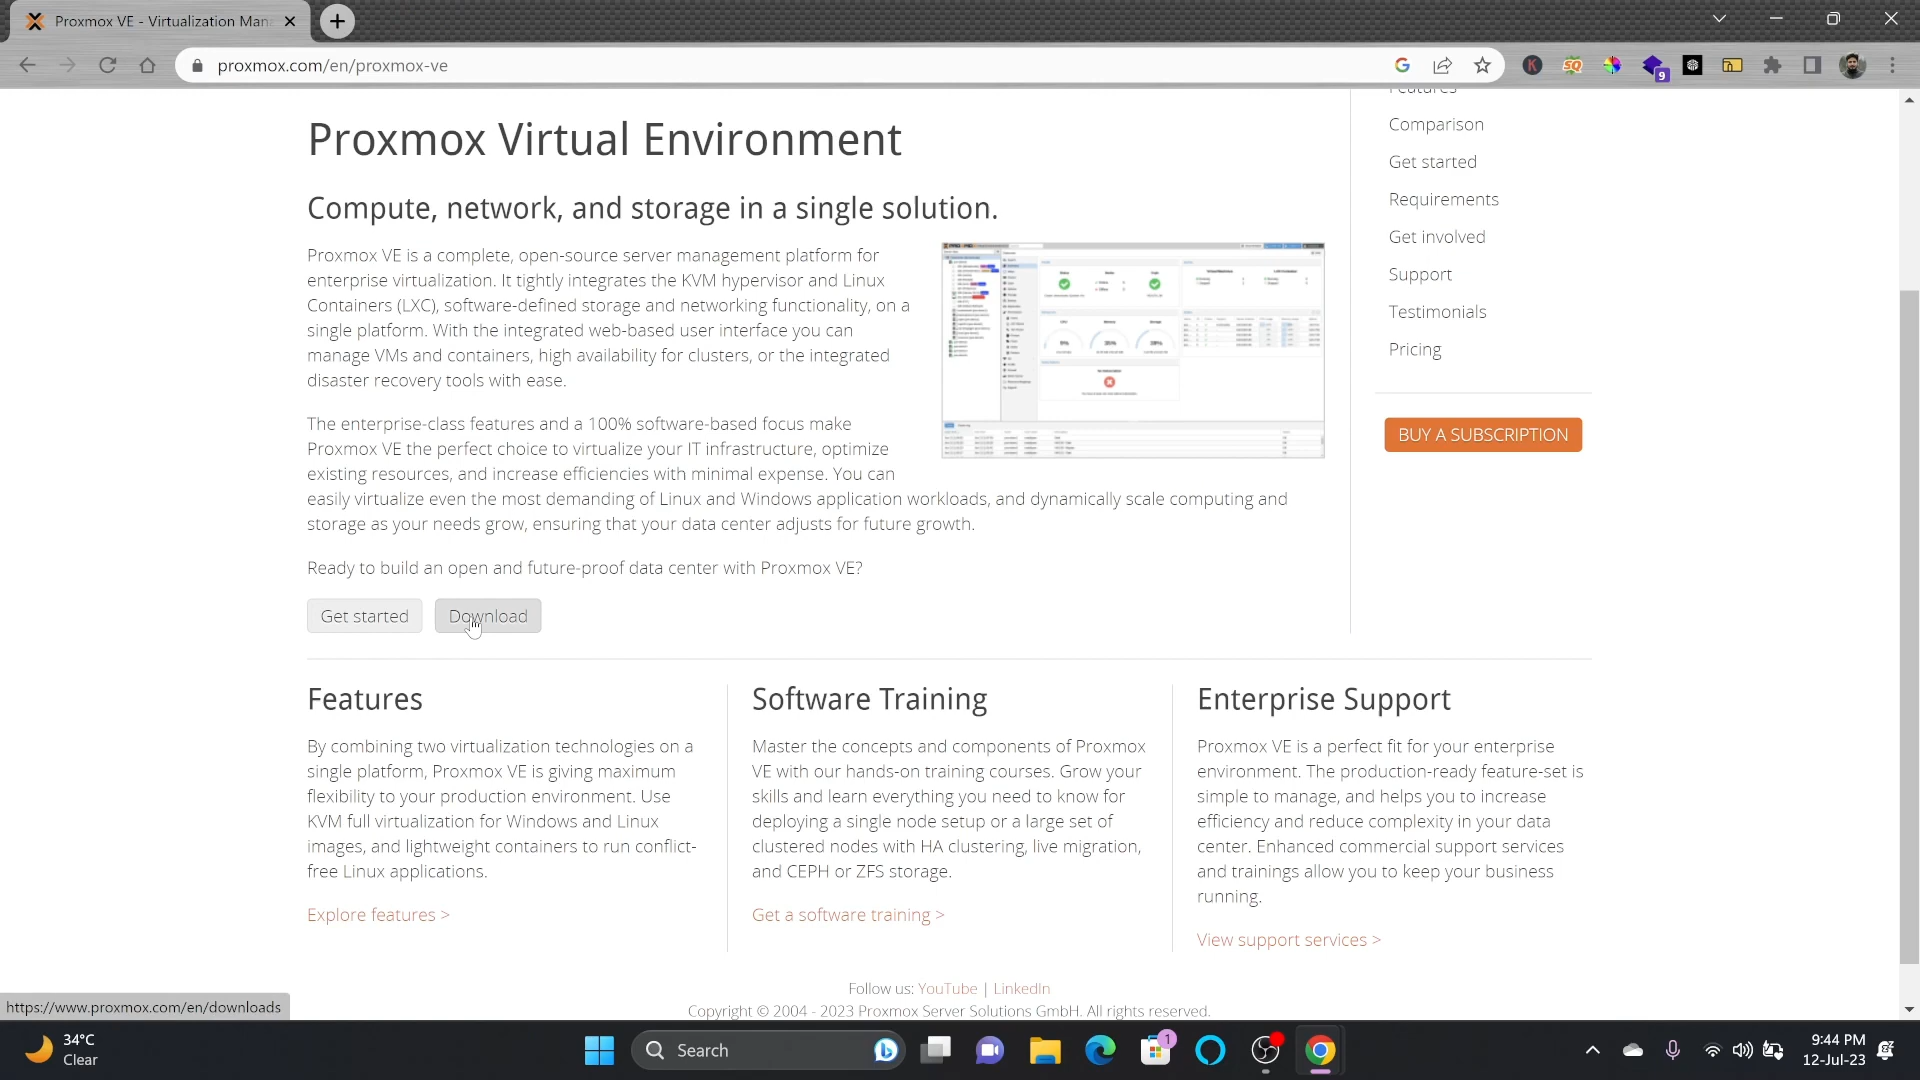 Proxmox VE - Virtualization Mana
proxmox.com/en/proxmox-ve
9
Features
Comparison
Get started
Requirements
Get involved
Support
Testimonials
Pricing
BUY A SUBSCRIPTION
Proxmox Virtual Environment
Compute, network, and storage in a single solution.
Proxmox VE is a complete, open-source server management platform for
enterprise virtualization. It tightly integrates the KVM hypervisor and Linux
Containers (LXC), software-defined storage and networking functionality, on a
single platform. With the integrated web-based user interface you can
manage VMs and containers, high availability for clusters, or the integrated
disaster recovery tools with ease.
The enterprise-class features and a 100% software-based focus make
Proxmox VE the perfect choice to virtualize your IT infrastructure, optimize
existing resources, and increase efficiencies with minimal expense. You can
easily virtualize even the most demanding of Linux and Windows application workloads, and dynamically scale computing and
storage as your needs grow, ensuring that your data center adjusts for future growth.
Ready to build an open and future-proof data center with Proxmox VE?
Get started
Download
Features
By combining two virtualization technologies on a
single platform, Proxmox VE is giving maximum
flexibility to your production environment. Use
KVM full virtualization for Windows and Linux
images, and lightweight containers to run conflict-
free Linux applications.
Explore features >
Software Training
Master the concepts and components of Proxmox
VE with our hands-on training courses. Grow your
skills and learn everything you need to know for
deploying a single node setup or a large set of
clustered nodes with HA clustering, live migration,
and CEPH or ZFS storage.
Get a software training >
Enterprise Support
Proxmox VE is a perfect fit for your enterprise
environment. The production-ready feature-set is
simple to manage, and helps you to increase
efficiency and reduce complexity in your data
center. Enhanced commercial support services
and trainings allow you to keep your business
running.
View support services >
Follow us: YouTube | LinkedIn
Copyright © 2004 - 2023 Proxmox Server Solutions GmbH. All rights reserved.
https://www.proxmox.com/en/downloads
34°C
Clear
Search
1
9:44 PM
12-Jul-23